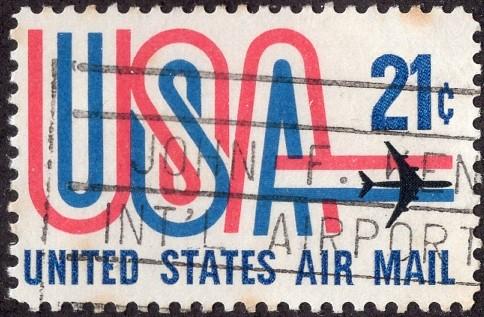 USA
21¢
JOHN F. KEN
INT'L AIRPORT
UNITED STATES AIR MAIL